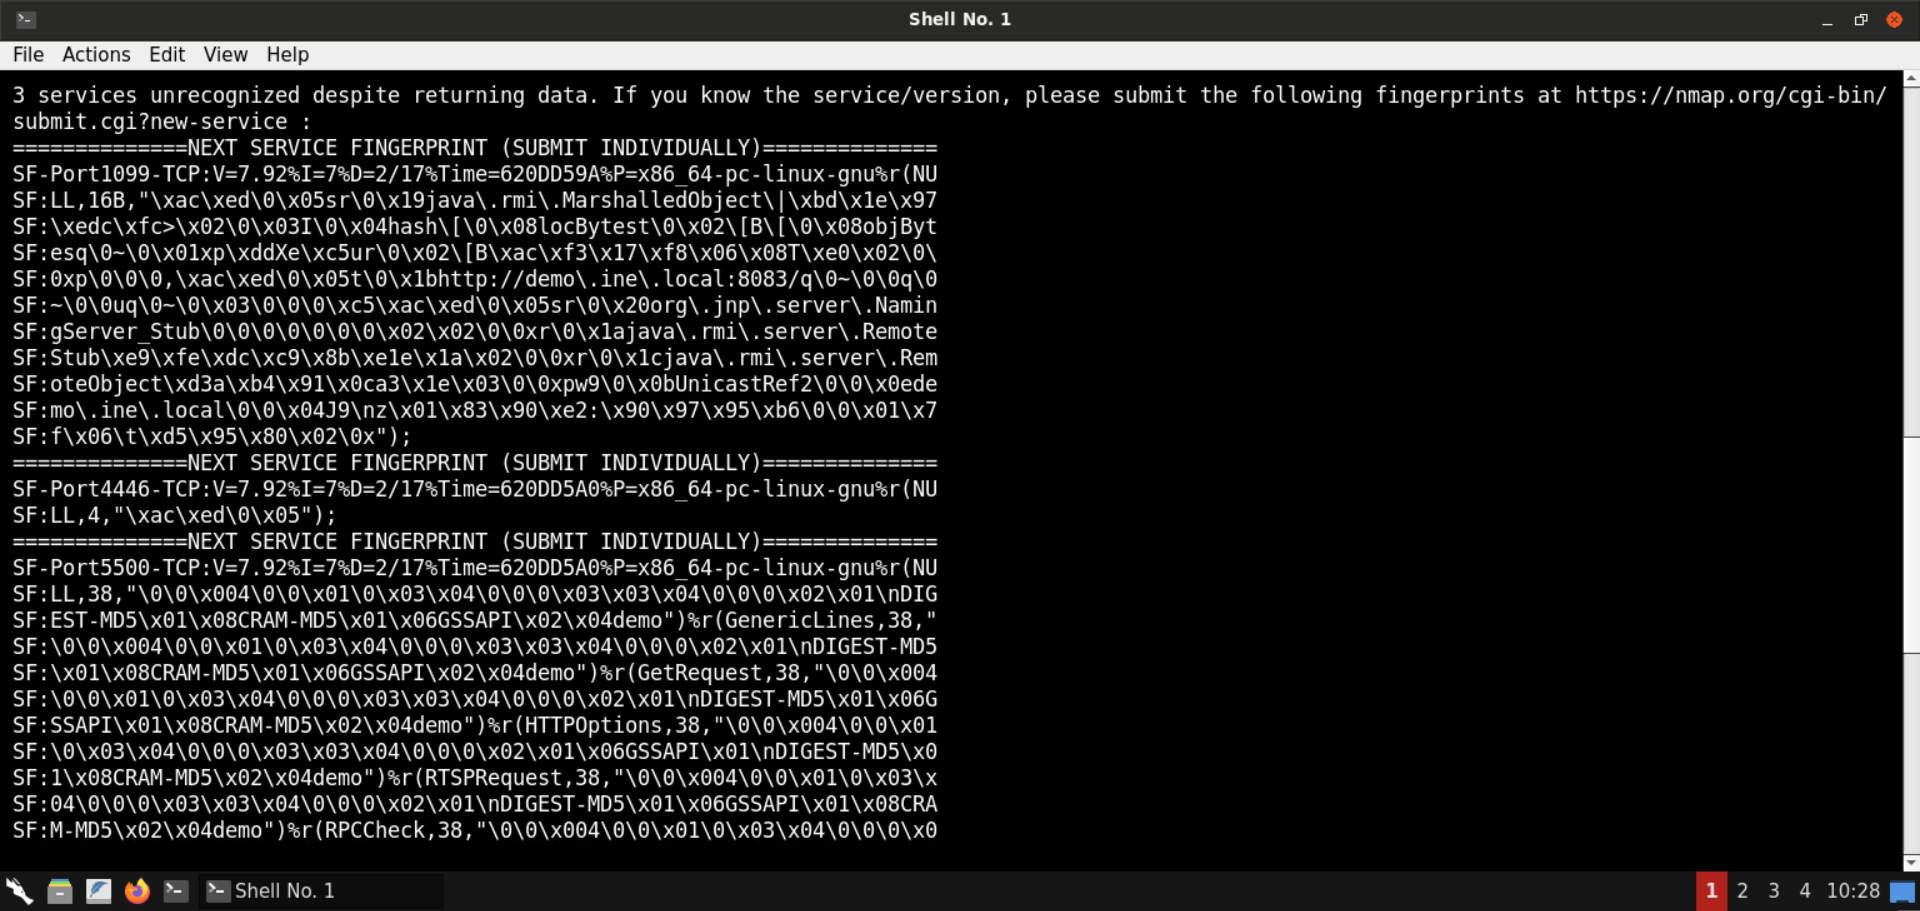 Shell No. 1
File Actions Edit View Help
3 services unrecognized despite returning data. If you know the service/version, please submit the following fingerprints at https://nmap.org/cgi-bin/
submit.cgi?new-service :
==============NEXT SERVICE FINGERPRINT (SUBMIT INDIVIDUALLY)==============
SF-Port1099-TCP:V=7.92%I=7%D=2/17%Time=620DD59A%P=x86_64-pc-linux-gnu%r(NU
SF:LL,16B,"\xac\xed\0\x05sr\0\x19java\.rmi\.MarshalledObject\|\xbd\x1e\x97
SF:\xedc\xfc>\x02\0\x03I\0\x04hash\[\0\x08locBytest\0\x02\[B\[\0\x08objByt
SF:esq\0~\0\x01xp\xddXe\xc5ur\0\x02\[B\xac\xf3\x17\xf8\x06\x08T\xe0\x02\0\
SF:0xp\0\0\0,\xac\xed\0\x05t\0\x1bhttp://demo\.ine\.local:8083/q\0~\0\0q\0
SF:~\0\0uq\0~\0\x03\0\0\0\xc5\xac\xed\0\x05sr\0\x20org\.jnp\.server\.Namin
SF:gServer_Stub\0\0\0\0\0\0\0\x02\x02\0\0xr\0\x1ajava\.rmi\.server\.Remote
SF:Stub\xe9\xfe\xdc\xc9\x8b\xe1e\x1a\x02\0\0xr\0\x1cjava\.rmi\.server\.Rem
SF:oteObject\xd3a\xb4\x91\x0ca3\x1e\x03\0\0xpw9\0\x0bUnicastRef2\0\0\x0ede
SF:mo\.ine\.local\0\0\x04J9\nz\x01\x83\x90\xe2:\x90\x97\x95\xb6\0\0\x01\x7
SF:f\x06\t\xd5\x95\x80\x02\0x");
==============NEXT SERVICE FINGERPRINT (SUBMIT INDIVIDUALLY)==============
SF-Port4446-TCP:V=7.92%I=7%D=2/17%Time=620DD5A0%P=x86_64-pc-linux-gnu%r(NU
SF:LL,4,"\xac\xed\0\x05");
==============NEXT SERVICE FINGERPRINT (SUBMIT INDIVIDUALLY)==============
SF-Port5500-TCP:V=7.92%I=7%D=2/17%Time=620DD5A0%P=x86_64-pc-linux-gnu%r(NU
SF:LL,38,"\0\0\x004\0\0\x01\0\x03\x04\0\0\0\x03\x03\x04\0\0\0\x02\x01\nDIG
SF:EST-MD5\x01\x08CRAM-MD5\x01\x06GSSAPI\x02\x04demo")%r(GenericLines,38,"
SF:\0\0\x004\0\0\x01\0\x03\x04\0\0\0\x03\x03\x04\0\0\0\x02\x01\nDIGEST-MD5
SF:\x01\x08CRAM-MD5\x01\x06GSSAPI\x02\x04demo")%r(GetRequest,38,"\0\0\x004
SF:\0\0\x01\0\x03\x04\0\0\0\x03\x03\x04\0\0\0\x02\x01\nDIGEST-MD5\x01\x06G
SF:SSAPI\x01\x08CRAM-MD5\x02\x04demo")%r(HTTPOptions,38,"\0\0\x004\0\0\x01
SF:\0\x03\x04\0\0\0\x03\x03\x04\0\0\0\x02\x01\x06GSSAPI\x01\nDIGEST-MD5\x0
SF:1\x08CRAM-MD5\x02\x04demo")%r(RTSPRequest,38,"\0\0\x004\0\0\x01\0\x03\x
SF:04\0\0\0\x03\x03\x04\0\0\0\x02\x01\nDIGEST-MD5\x01\x06GSSAPI\x01\x08CRA
SF:M-MD5\x02\x04demo")%r(RPCCheck,38,"\0\0\x004\0\0\x01\0\x03\x04\0\0\0\x0
Shell No. 1
1 2 3 4 10:28